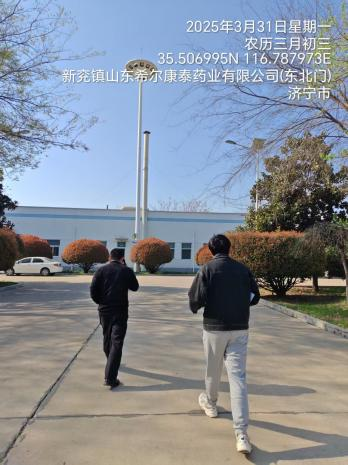 2025年3月31日星期一
农历三月初三
35.506995N 116.787973E
新兖镇山东希尔康泰药业有限公司(东北门)
济宁市